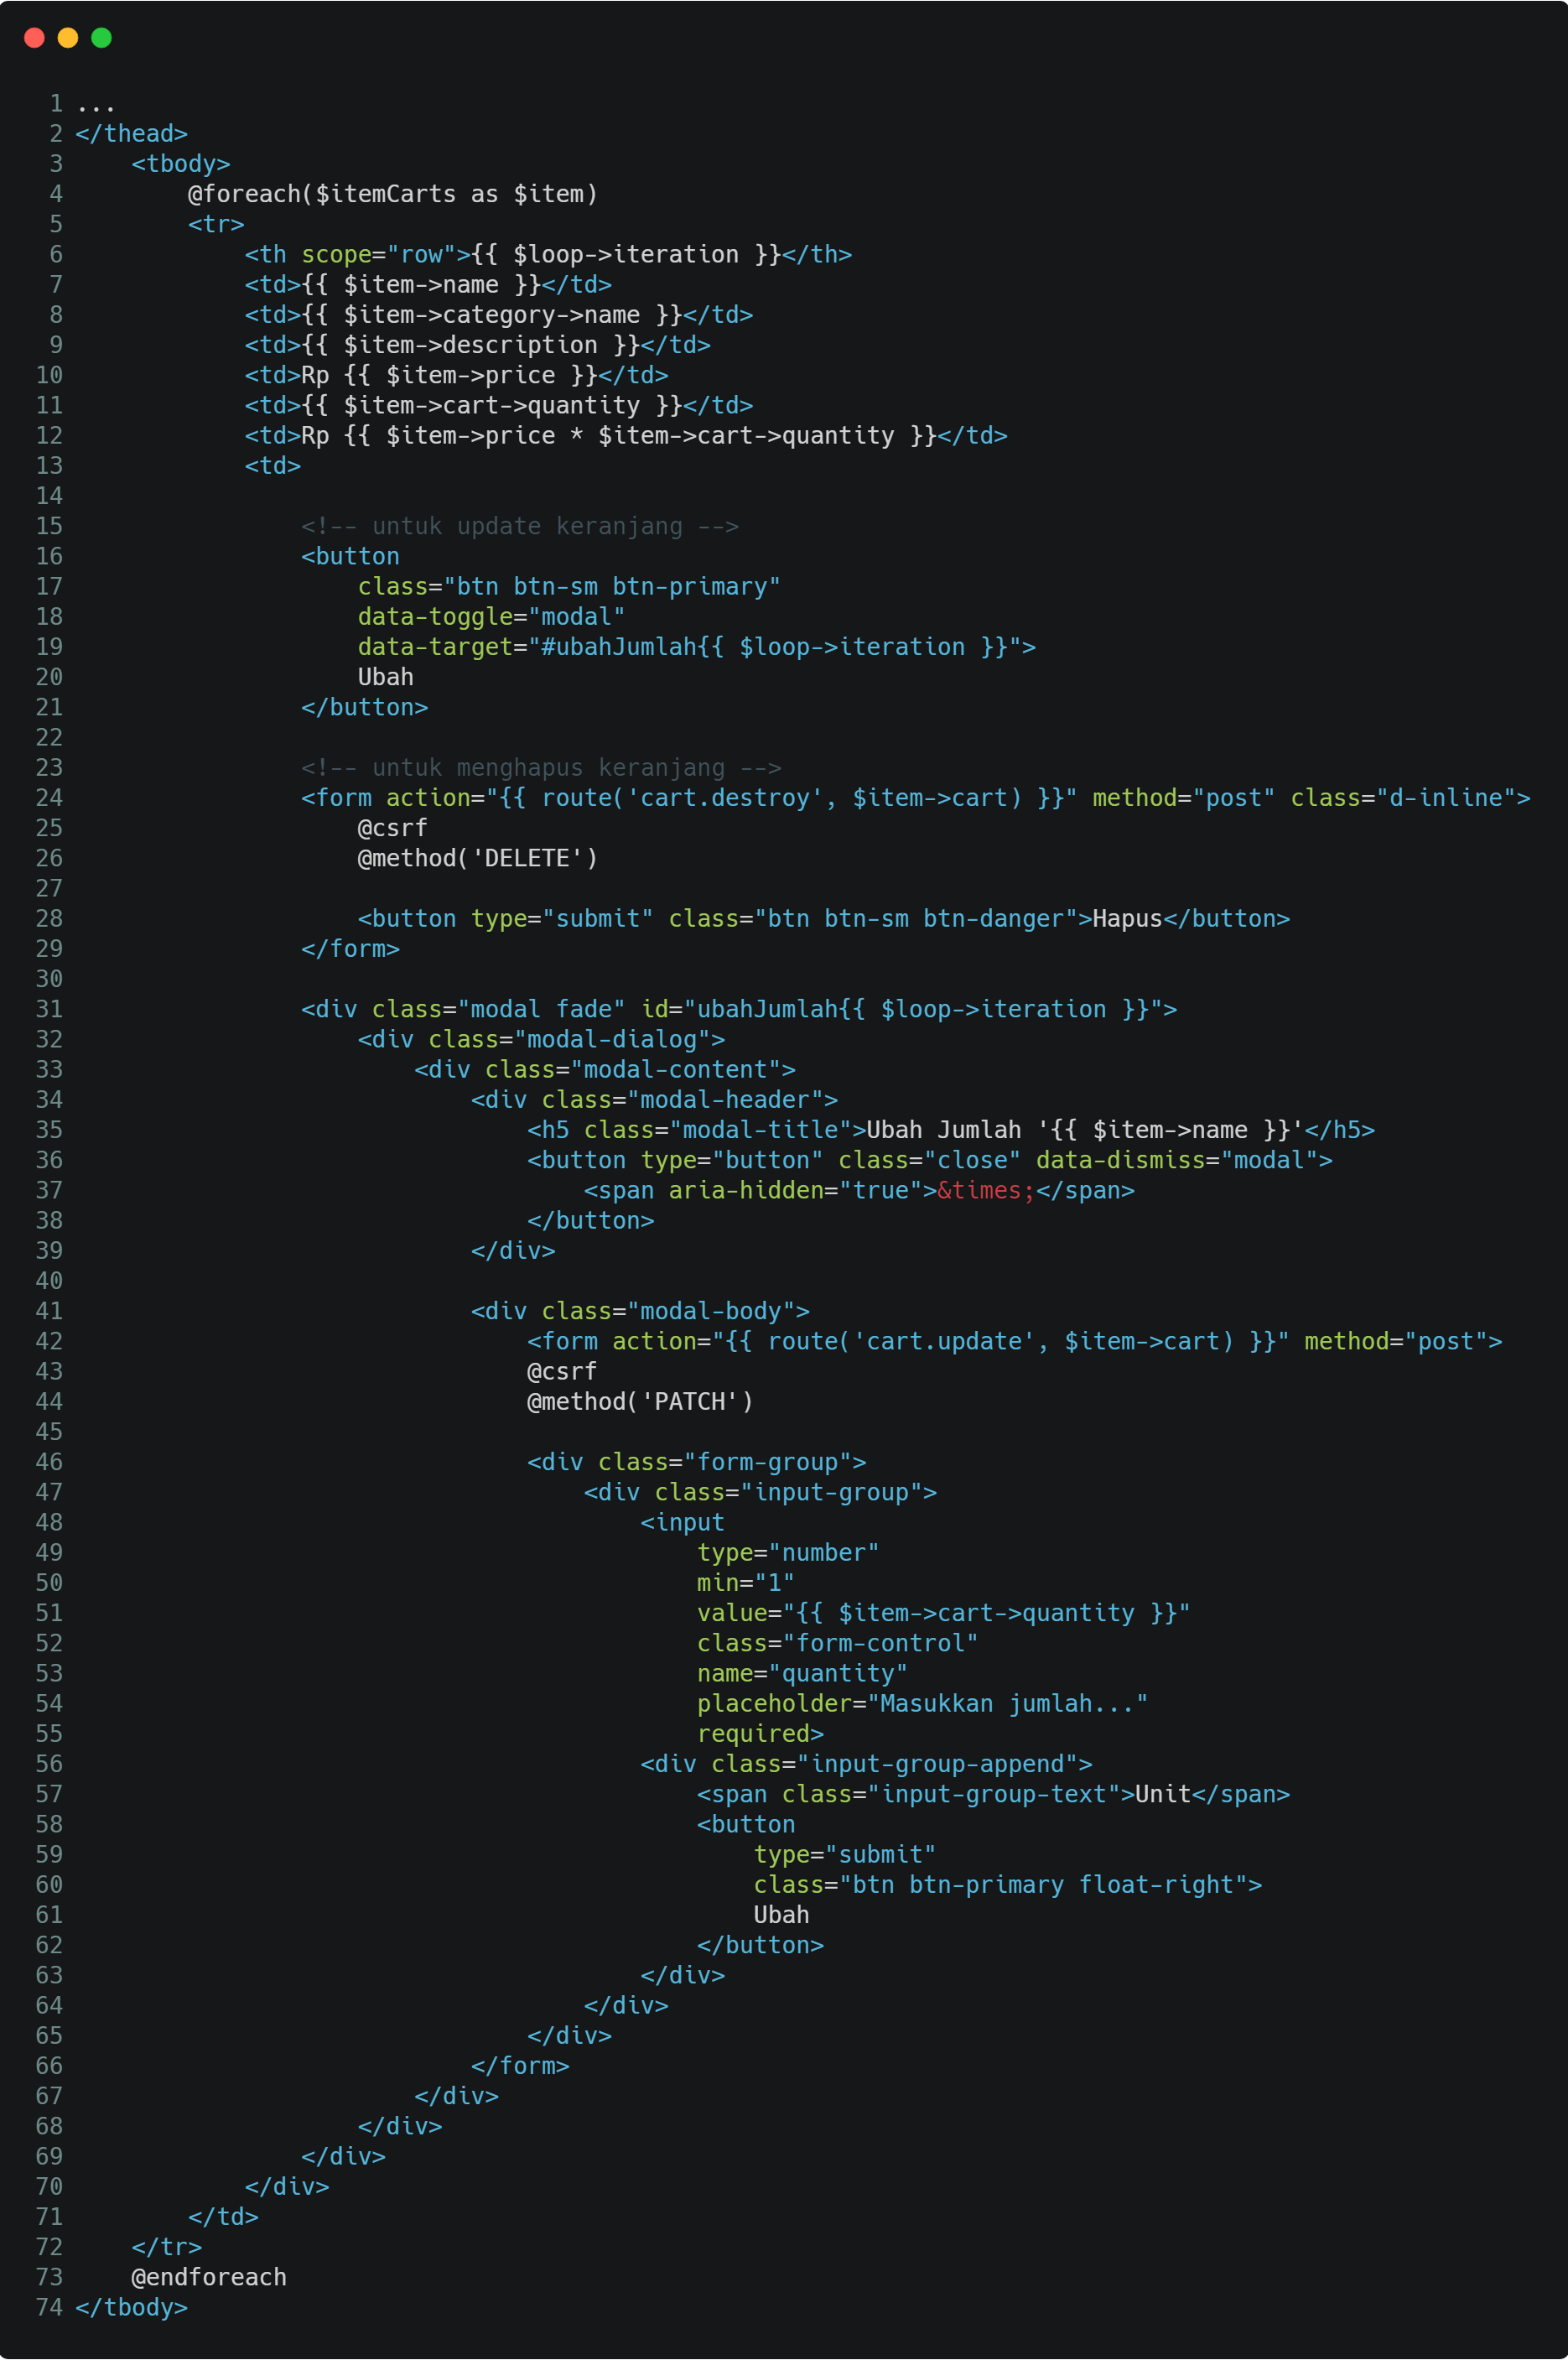 1 ...
2 </thead>
3     <tbody>
4         @foreach($itemCarts as $item)
5         <tr>
6             <th scope="row">{{ $loop->iteration }}</th>
7             <td>{{ $item->name }}</td>
8             <td>{{ $item->category->name }}</td>
9             <td>{{ $item->description }}</td>
10             <td>Rp {{ $item->price }}</td>
11             <td>{{ $item->cart->quantity }}</td>
12             <td>Rp {{ $item->price * $item->cart->quantity }}</td>
13             <td>
14
15                 <!-- untuk update keranjang -->
16                 <button
17                     class="btn btn-sm btn-primary"
18                     data-toggle="modal"
19                     data-target="#ubahJumlah{{ $loop->iteration }}">
20                     Ubah
21                 </button>
22
23                 <!-- untuk menghapus keranjang -->
24                 <form action="{{ route('cart.destroy', $item->cart) }}" method="post" class="d-inline">
25                     @csrf
26                     @method('DELETE')
27
28                     <button type="submit" class="btn btn-sm btn-danger">Hapus</button>
29                 </form>
30
31                 <div class="modal fade" id="ubahJumlah{{ $loop->iteration }}">
32                     <div class="modal-dialog">
33                         <div class="modal-content">
34                             <div class="modal-header">
35                                 <h5 class="modal-title">Ubah Jumlah '{{ $item->name }}'</h5>
36                                 <button type="button" class="close" data-dismiss="modal">
37                                     <span aria-hidden="true">&times;</span>
38                                 </button>
39                             </div>
40
41                             <div class="modal-body">
42                                 <form action="{{ route('cart.update', $item->cart) }}" method="post">
43                                 @csrf
44                                 @method('PATCH')
45
46                                 <div class="form-group">
47                                     <div class="input-group">
48                                         <input
49                                             type="number"
50                                             min="1"
51                                             value="{{ $item->cart->quantity }}"
52                                             class="form-control"
53                                             name="quantity"
54                                             placeholder="Masukkan jumlah..."
55                                             required>
56                                         <div class="input-group-append">
57                                             <span class="input-group-text">Unit</span>
58                                             <button
59                                                 type="submit"
60                                                 class="btn btn-primary float-right">
61                                                 Ubah
62                                             </button>
63                                         </div>
64                                     </div>
65                                 </div>
66                             </form>
67                         </div>
68                     </div>
69                 </div>
70             </div>
71         </td>
72     </tr>
73     @endforeach
74 </tbody>